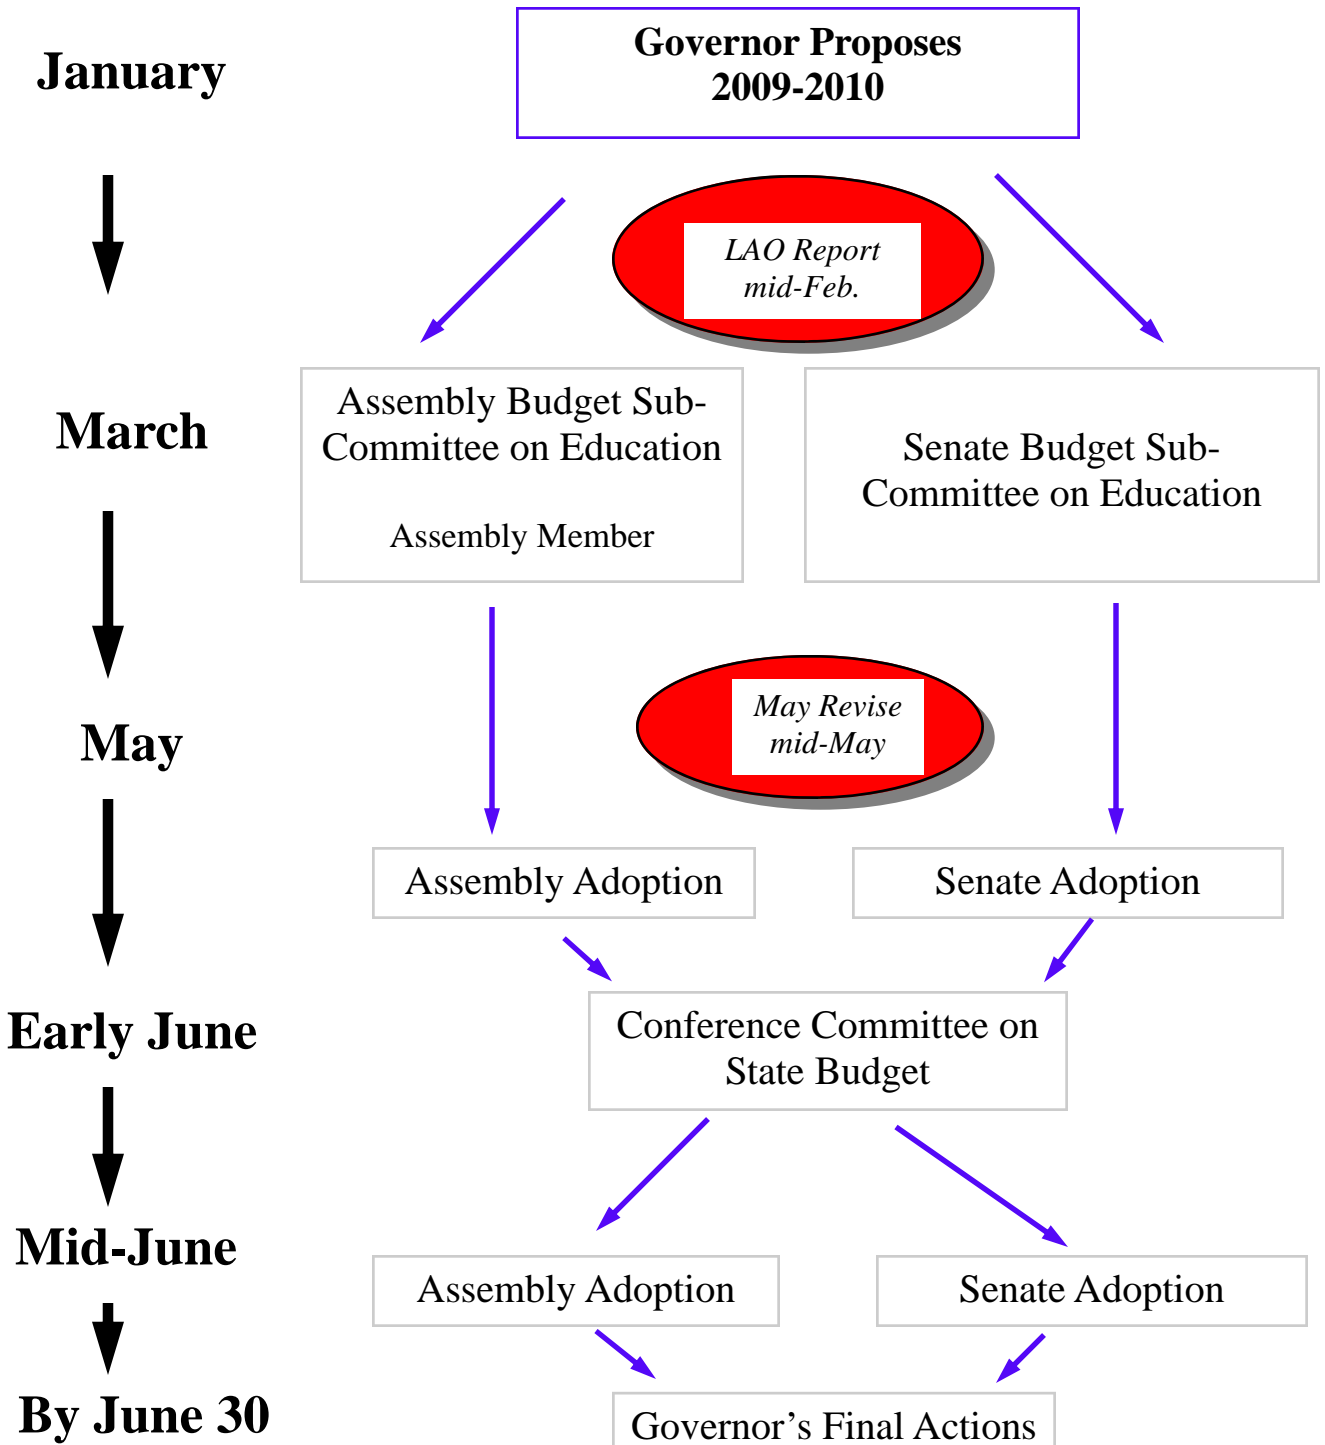 January
Governor Proposes
2009-2010
LAO Report
mid-Feb.
March
Assembly Budget Sub-
Committee on Education
Assembly Member
Senate Budget Sub-
Committee on Education
May Revise
mid-May
May
Assembly Adoption
Senate Adoption
Early June
Conference Committee on
State Budget
Mid-June
Assembly Adoption
Senate Adoption
By June 30
Governor’s Final Actions